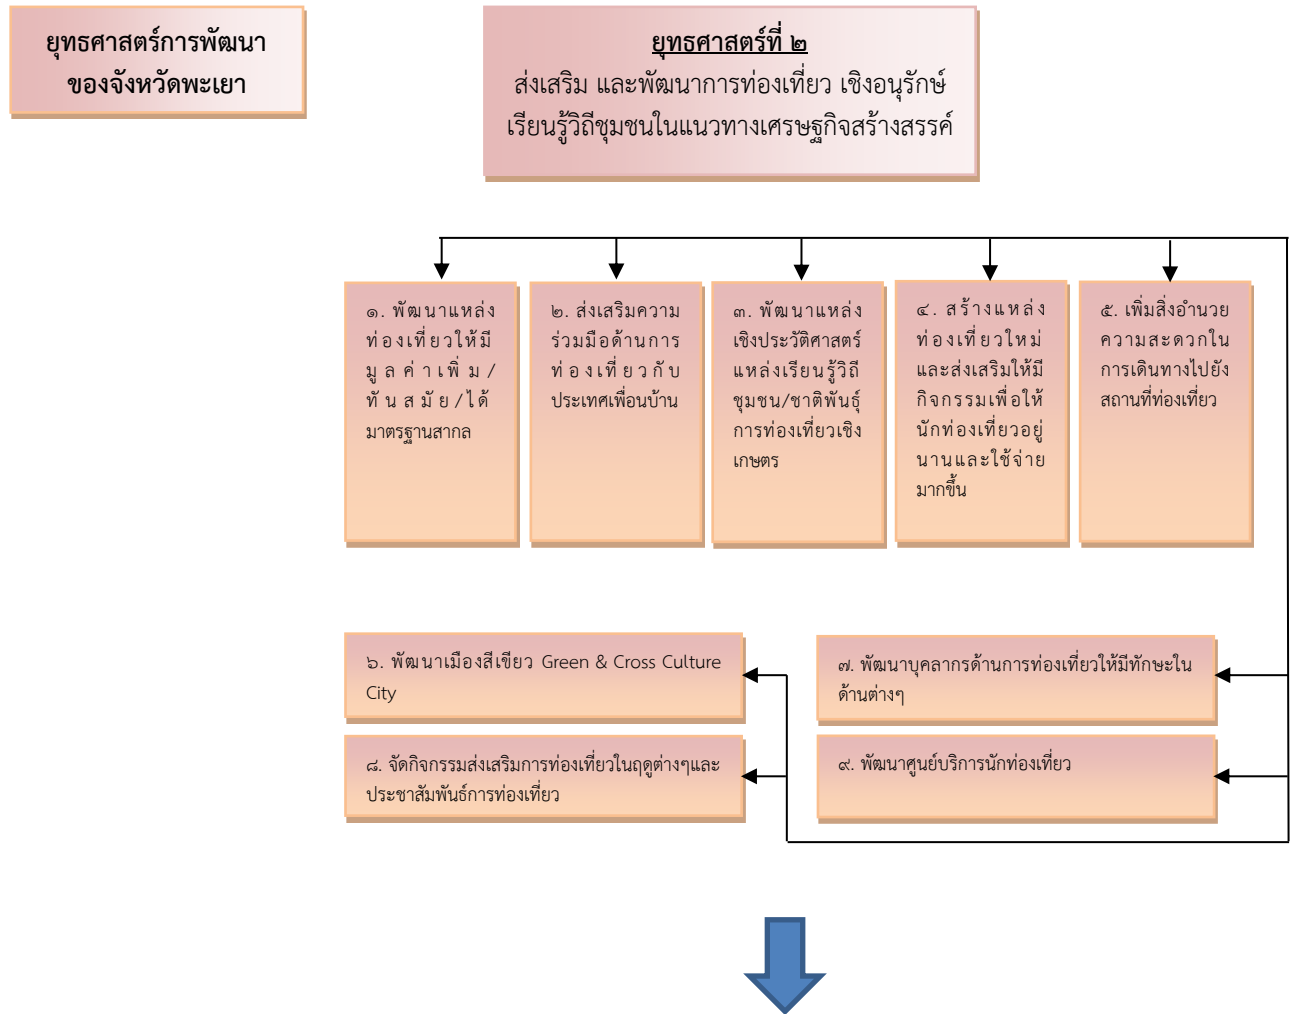 ยุทธศาสตร์การพัฒนา
ของจังหวัดพะเยา
ยุทธศาสตร์ที่ ๒
ส่งเสริม และพัฒนาการท่องเที่ยว เชิงอนุรักษ์
เรียนรู้วิถีชุมชนในแนวทางเศรษฐกิจสร้างสรรค์
๑. พัฒนาแหล่ง
ท่องเที่ยวให้มี
มูลค่าเพิ่ม/
ทันสมัย/ได้
มาตรฐานสากล
๒. ส่งเสริมความ
ร่วมมือด้านการ
ท่องเที่ยวกับ
ประเทศเพื่อนบ้าน
๓. พัฒนาแหล่ง
เชิงประวัติศาสตร์
แหล่งเรียนรู้วิถี
ชุมชน/ชาติพันธุ์
การท่องเที่ยวเชิง
เกษตร
๔. สร้างแหล่ง
ท่องเที่ยวใหม่
และส่งเสริมให้มี
กิจกรรมเพื่อให้
นักท่องเที่ยวอยู่
นานและใช้จ่าย
มากขึ้น
๕. เพิ่มสิ่งอำนวย
ความสะดวกใน
การเดินทางไปยัง
สถานที่ท่องเที่ยว
๖. พัฒนาเมืองสีเขียว Green & Cross Culture
City
๗. พัฒนาบุคลากรด้านการท่องเที่ยวให้มีทักษะใน
ด้านต่างๆ
๘. จัดกิจกรรมส่งเสริมการท่องเที่ยวในฤดูต่างๆและ
ประชาสัมพันธ์การท่องเที่ยว
๙. พัฒนาศูนย์บริการนักท่องเที่ยว